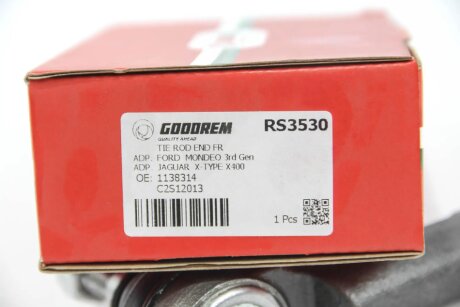 GODOREM RS3530
QUALITY AHEAD
TIE ROD END FR
ADP. FORD MONDEO 3rd Gen
ADP. JAGUAR X-TYPE X400
OE: 1138314
C2S12013
1 Pcs